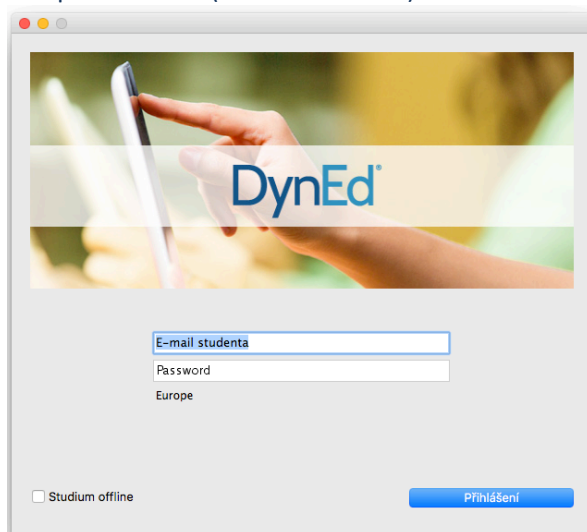 DynEd®
E-mail studenta
Password
Europe
Studium offline
Přihlášení